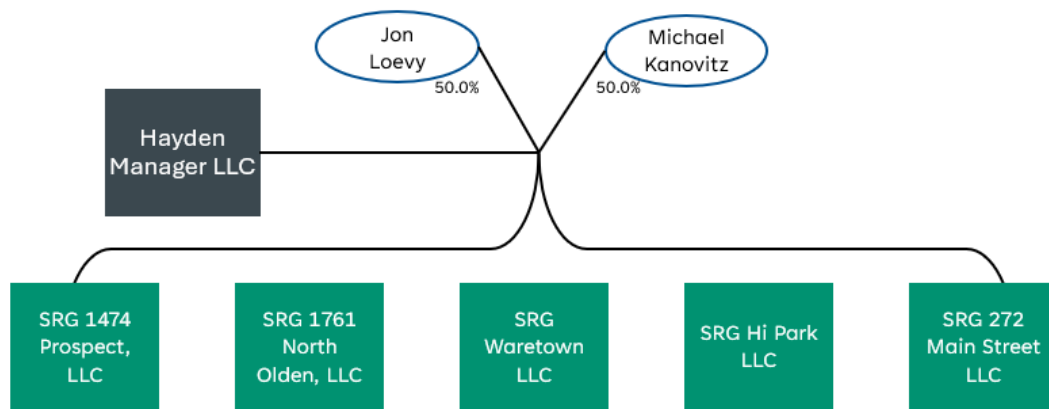 Jon
Loevy
Michael
Kanovitz
50.0%
50.0%
Hayden
Manager LLC
SRG 1474
Prospect,
LLC
SRG 1761
North
Olden, LLC
SRG
Waretown
LLC
SRG Hi Park
LLC
SRG 272
Main Street
LLC